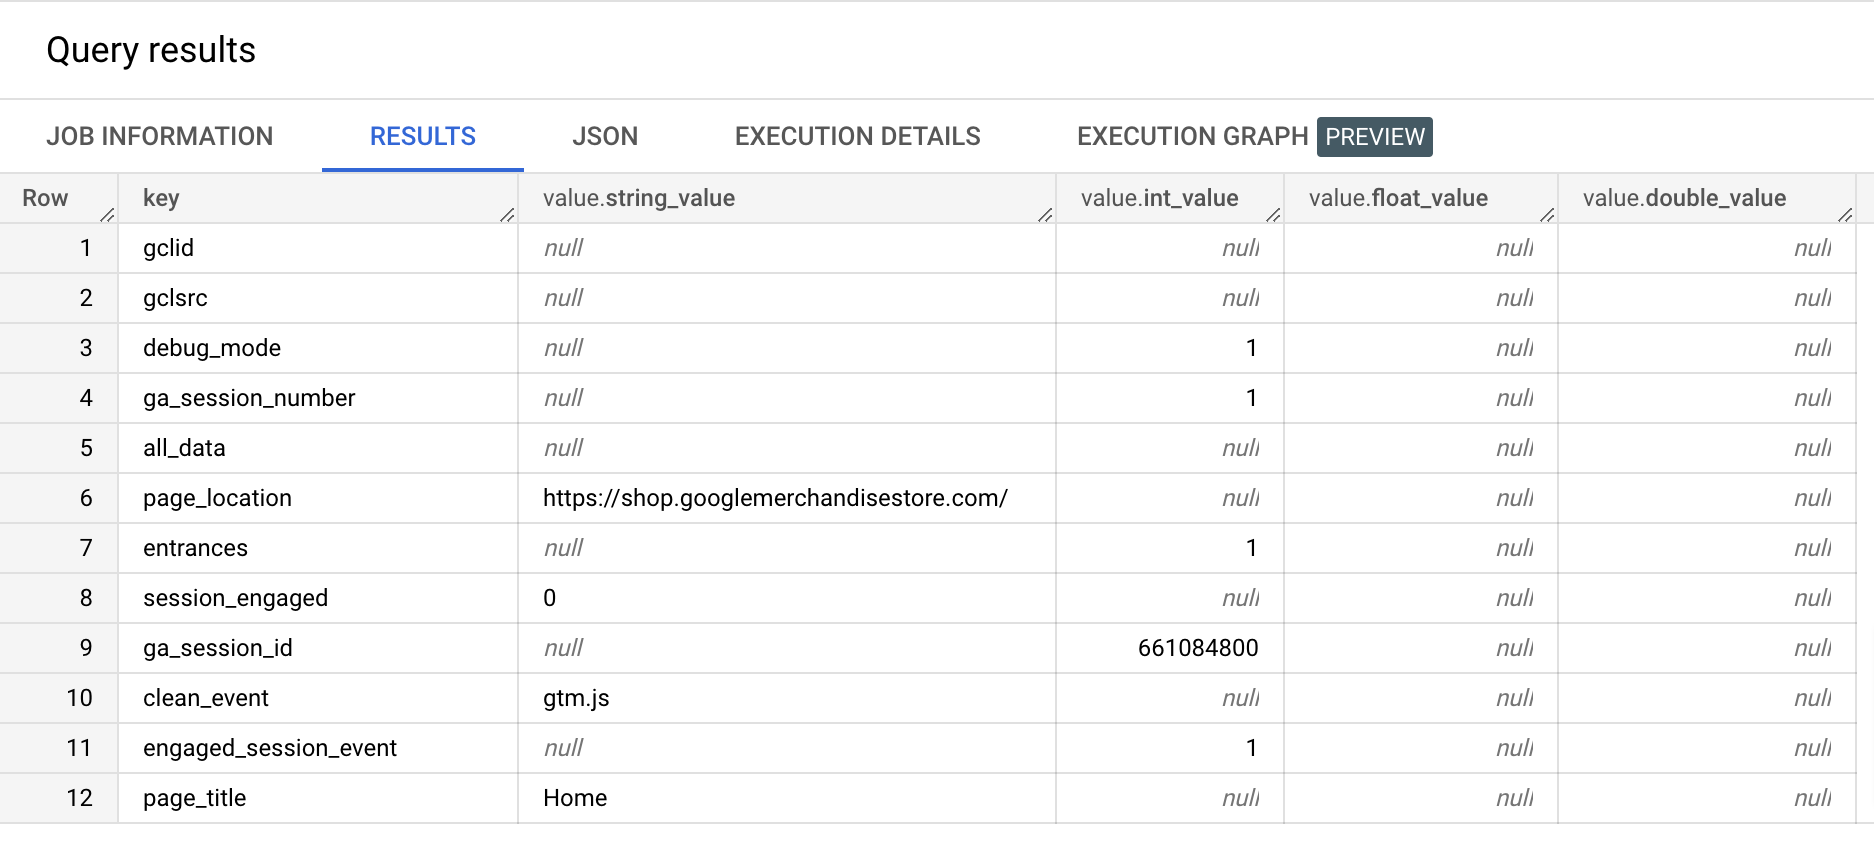 Query results
JOB INFORMATION RESULTS JSON EXECUTION DETAILS EXECUTION GRAPH PREVIEW
Row key value.string_value value.int_value value.float_value value.double_value
1 gclid null null null null
2 gclsrc null null null null
3 debug_mode null 1 null null
4 ga_session_number null 1 null null
5 all_data null null null null
6 page_location https://shop.googlemerchandisestore.com/ null null null
7 entrances null 1 null null
8 session_engaged 0 null null null
9 ga_session_id null 661084800 null null
10 clean_event gtm.js null null null
11 engaged_session_event null 1 null null
12 page_title Home null null null